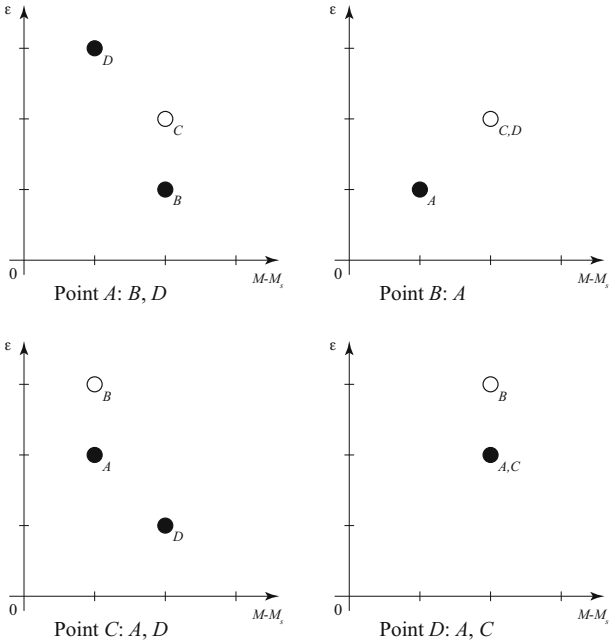 ε
D
C
B
0
M-Mₛ
Point A: B, D
ε
C,D
A
0
M-Mₛ
Point B: A
ε
B
A
D
0
M-Mₛ
Point C: A, D
ε
B
A,C
0
M-Mₛ
Point D: A, C